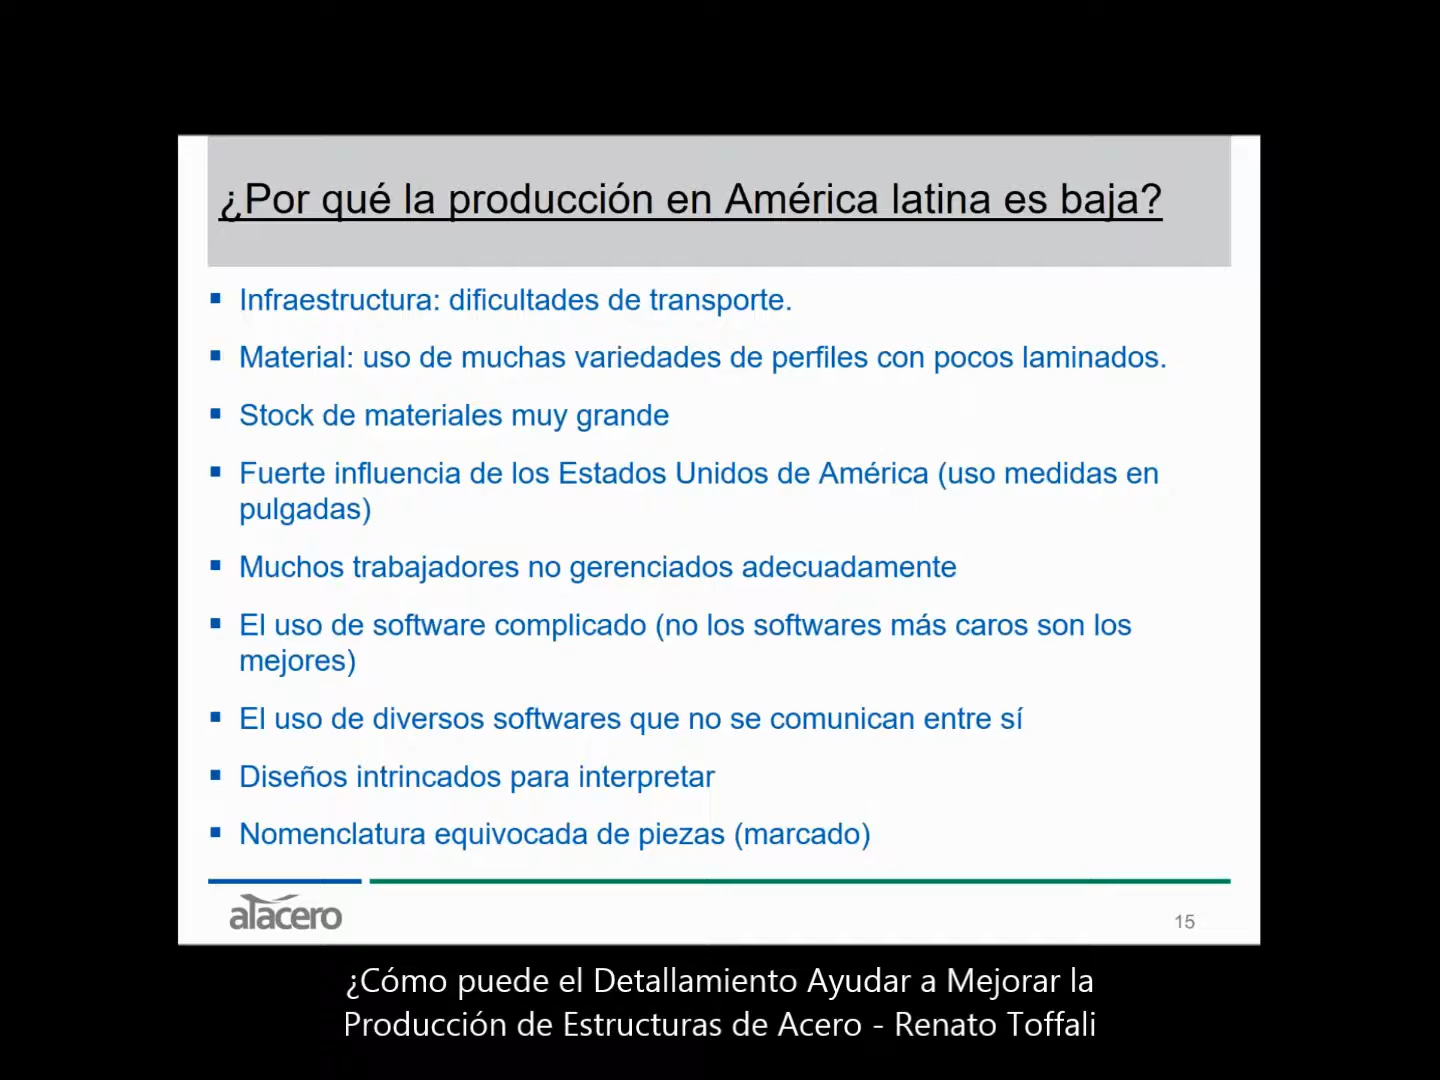 ¿Por qué la producción en América latina es baja?
▪ Infraestructura: dificultades de transporte.
▪ Material: uso de muchas variedades de perfiles con pocos laminados.
▪ Stock de materiales muy grande
▪ Fuerte influencia de los Estados Unidos de América (uso medidas en
pulgadas)
▪ Muchos trabajadores no gerenciados adecuadamente
▪ El uso de software complicado (no los softwares más caros son los
mejores)
▪ El uso de diversos softwares que no se comunican entre sí
▪ Diseños intrincados para interpretar
▪ Nomenclatura equivocada de piezas (marcado)
alacero
15
¿Cómo puede el Detallamiento Ayudar a Mejorar la
Producción de Estructuras de Acero - Renato Toffali